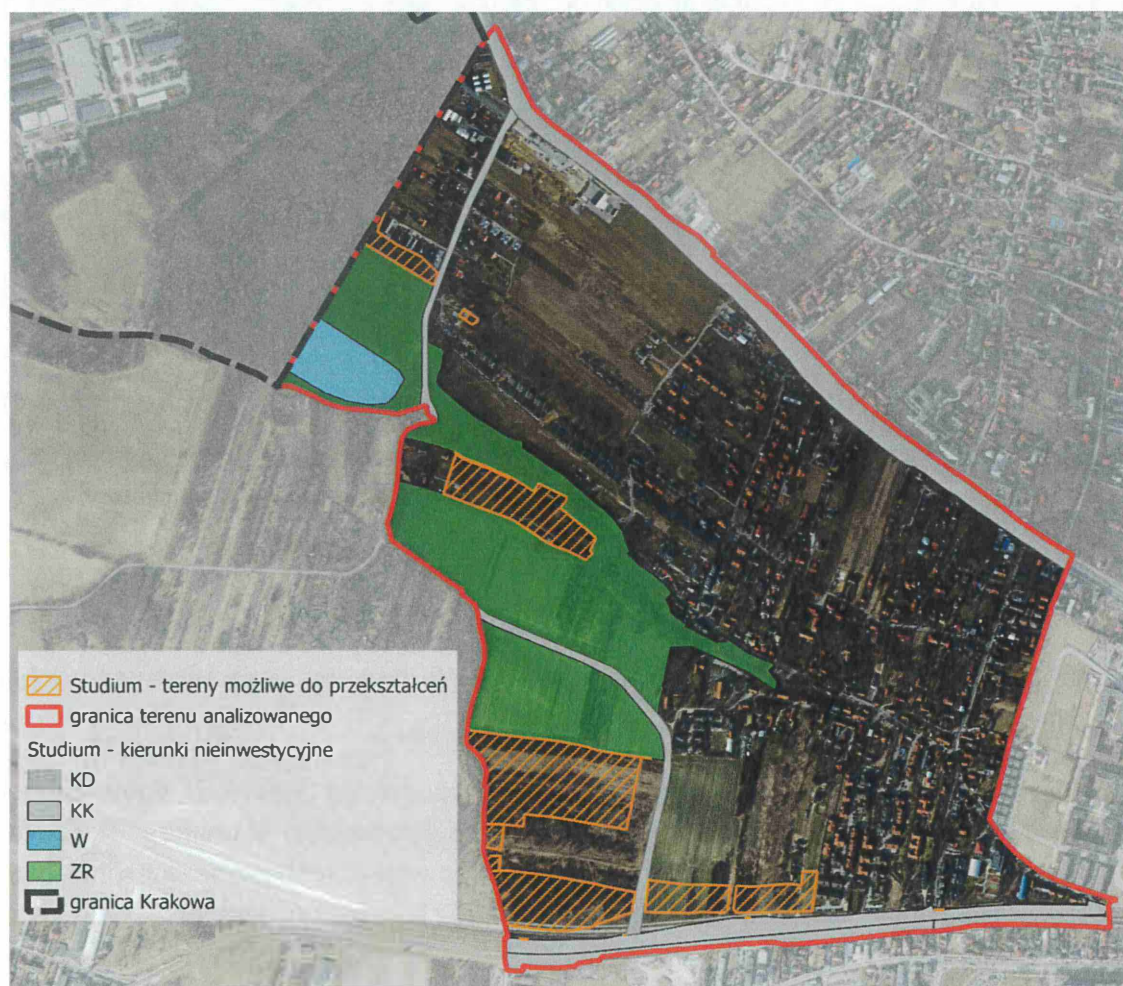 Studium - tereny możliwe do przekształceń
granica terenu analizowanego
Studium - kierunki nieinwestycyjne
KD
KK
W
ZR
granica Krakowa